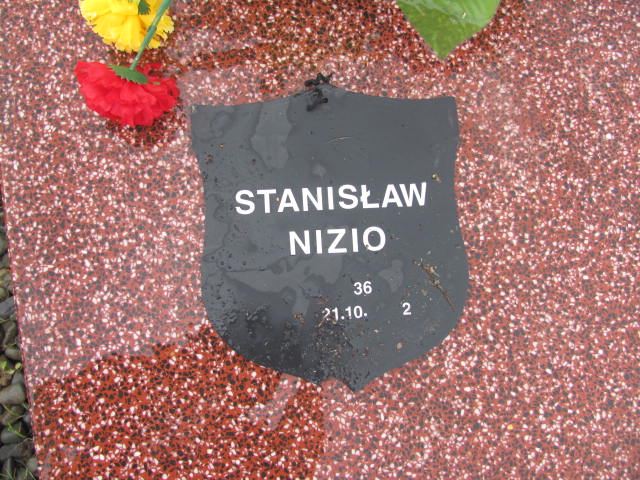 STANISŁAW
NIZIO
36
21.10. 2